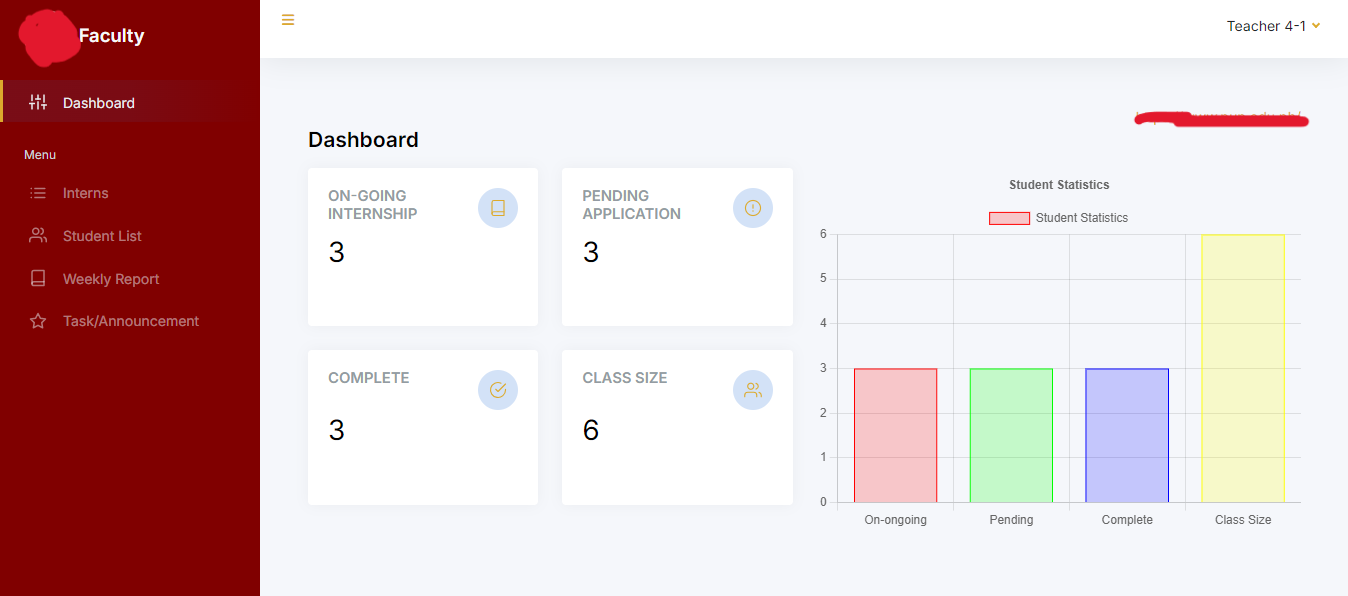 Faculty
Teacher 4-1
Dashboard
Menu
Interns
Student List
Weekly Report
Task/Announcement
Dashboard
ON-GOING
INTERNSHIP
3
PENDING
APPLICATION
3
COMPLETE
3
CLASS SIZE
6
Student Statistics
Student Statistics
6
5
4
3
2
1
0
On-ongoing
Pending
Complete
Class Size